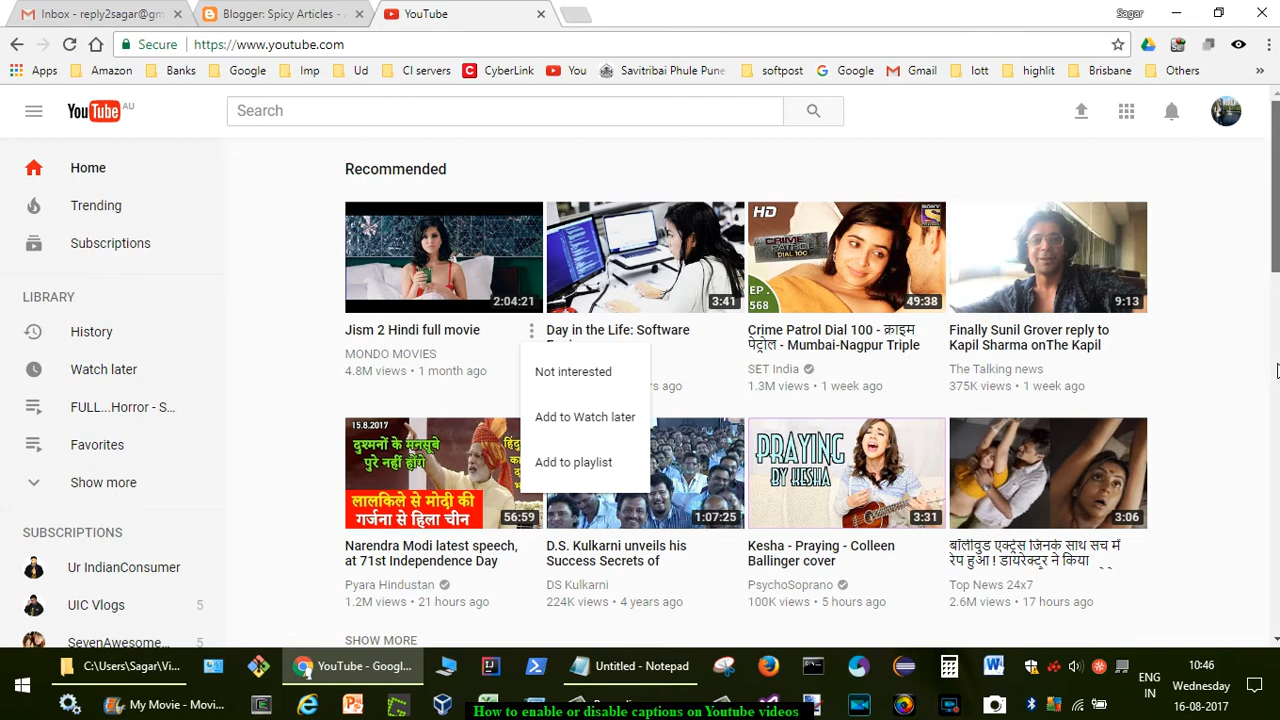 Inbox - reply2sagar@gm
Blogger: Spicy Articles - A
YouTube
Sagar
Secure
https://www.youtube.com
Apps
Amazon
Banks
Google
Imp
Ud
CI servers
CyberLink
You
Savitribai Phule Pune
softpost
Google
Gmail
lott
highlit
Brisbane
Others
»
YouTube AU
Search
Home
Trending
Subscriptions
LIBRARY
History
Watch later
FULL...Horror - S...
Favorites
Show more
SUBSCRIPTIONS
Ur IndianConsumer
UIC Vlogs
5
SevenAwesome...
5
Recommended
2:04:21
Jism 2 Hindi full movie
MONDO MOVIES
4.8M views • 1 month ago
3:41
Day in the Life: Software
s ago
Not interested
Add to Watch later
Add to playlist
HD
SONY
CRIME
PATROL
DIAL 100
EP :
568
49:38
Crime Patrol Dial 100 - क्राइम
पेट्रोल - Mumbai-Nagpur Triple
SET India
1.3M views • 1 week ago
9:13
Finally Sunil Grover reply to
Kapil Sharma onThe Kapil
The Talking news
375K views • 1 week ago
15.8.2017
दुश्मनों के मनसूबे
पुरे नहीं होंगे
लालकिले से मोदी की
गर्जना से हिला चीन
56:59
Narendra Modi latest speech,
at 71st Independence Day
Pyara Hindustan
1.2M views • 21 hours ago
1:07:25
D.S. Kulkarni unveils his
Success Secrets of
DS Kulkarni
224K views • 4 years ago
PRAYING
BY KESHA
3:31
Kesha - Praying - Colleen
Ballinger cover
PsychoSoprano
100K views • 5 hours ago
3:06
बॉलीवुड एक्ट्रेस जिनके साथ सच में
रेप हुआ ! डायरेक्टर ने किया
Top News 24x7
2.6M views • 17 hours ago
SHOW MORE
C:\Users\Sagar\Vi...
YouTube - Googl...
Untitled - Notepad
My Movie - Movi...
ENG
IN
10:46
Wednesday
16-08-2017
How to enable or disable captions on Youtube videos